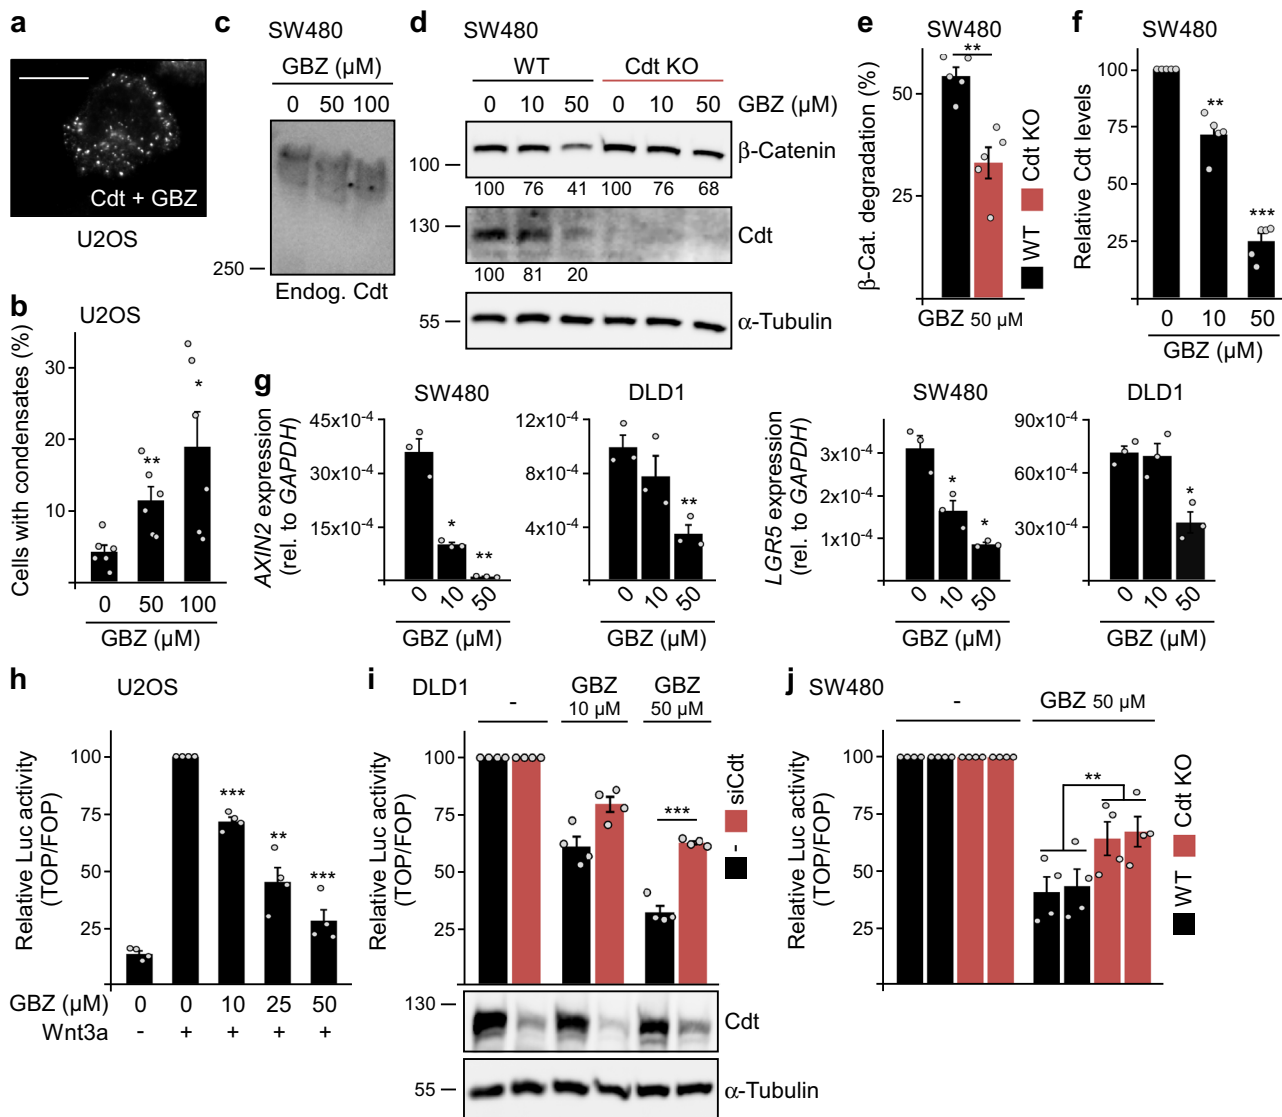 a
Cdt + GBZ
U2OS
b
U2OS
Cells with condensates (%)
30
20
10
0 50 100
GBZ (µM)
c
SW480
GBZ (µM)
0 50 100
250
Endog. Cdt
d
SW480
WT Cdt KO
0 10 50 0 10 50 GBZ (µM)
100 β-Catenin
100 76 41 100 76 68
130 Cdt
100 81 20
55 α-Tubulin
e
SW480
**
β-Cat. degradation (%)
50
25
GBZ 50 µM
WT Cdt KO
f
SW480
Relative Cdt levels
100
75
50
25
**
***
0 10 50
GBZ (µM)
** *
g
SW480
AXIN2 expression
(rel. to GAPDH)
45x10-4
30x10-4
15x10-4
* **
0 10 50
GBZ (µM)
DLD1
12x10-4
8x10-4
4x10-4
**
0 10 50
GBZ (µM)
SW480
LGR5 expression
(rel. to GAPDH)
3x10-4
2x10-4
1x10-4
* *
0 10 50
GBZ (µM)
DLD1
90x10-4
60x10-4
30x10-4
*
0 10 50
GBZ (µM)
h
U2OS
Relative Luc activity
(TOP/FOP)
100
75
50
25
*** ** ***
GBZ (µM) 0 0 10 25 50
Wnt3a - + + + +
i
DLD1
- GBZ 10 µM GBZ 50 µM
Relative Luc activity
(TOP/FOP)
100
75
50
25
***
- siCdt
130 Cdt
55 α-Tubulin
j
SW480
- GBZ 50 µM
Relative Luc activity
(TOP/FOP)
100
75
50
25
**
WT Cdt KO